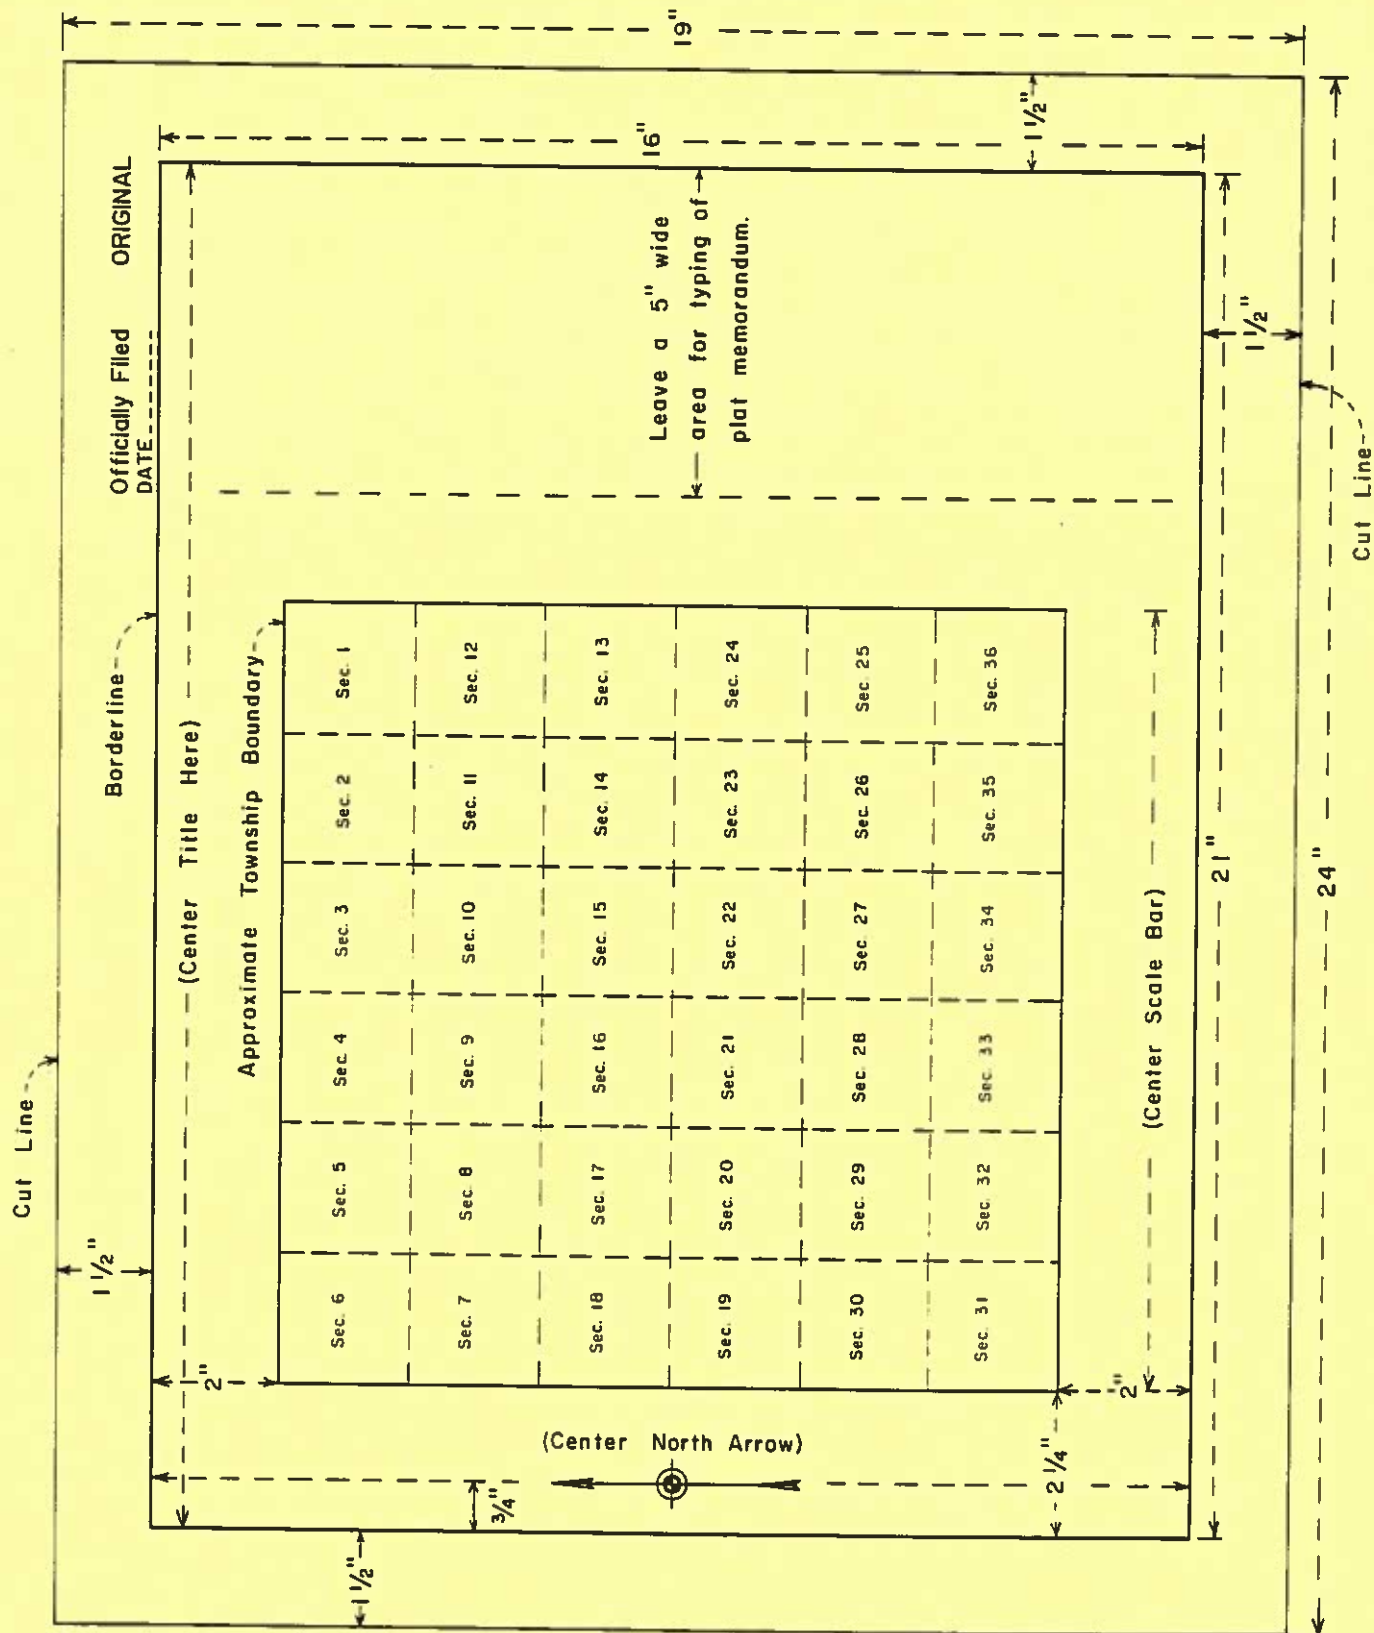 19"
1 1/2"
16"
Officially Filed ORIGINAL
DATE
Cut Line
Borderline
1 1/2"
(Center Title Here)
2"
Approximate Township Boundary
Leave a 5" wide
area for typing of
plat memorandum.
Sec. 6 Sec. 5 Sec. 4 Sec. 3 Sec. 2 Sec. 1
Sec. 7 Sec. 8 Sec. 9 Sec. 10 Sec. 11 Sec. 12
Sec. 18 Sec. 17 Sec. 16 Sec. 15 Sec. 14 Sec. 13
Sec. 19 Sec. 20 Sec. 21 Sec. 22 Sec. 23 Sec. 24
Sec. 30 Sec. 29 Sec. 28 Sec. 27 Sec. 26 Sec. 25
Sec. 31 Sec. 32 Sec. 33 Sec. 34 Sec. 35 Sec. 36
(Center North Arrow)
3/4"
1 1/2"
2 1/4"
2"
(Center Scale Bar)
21"
1 1/2"
24"
Cut Line